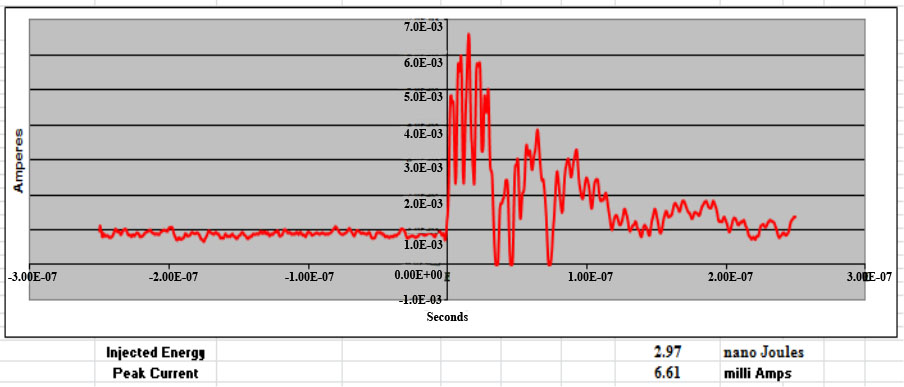 7.0E-03
6.0E-03
5.0E-03
4.0E-03
3.0E-03
2.0E-03
1.0E-03
0.00E+00
-1.0E-03
Amperes
-3.00E-07 -2.00E-07 -1.00E-07 1.00E-07 2.00E-07 3.00E-07
Seconds
Injected Energy 2.97 nano Joules
Peak Current 6.61 milli Amps